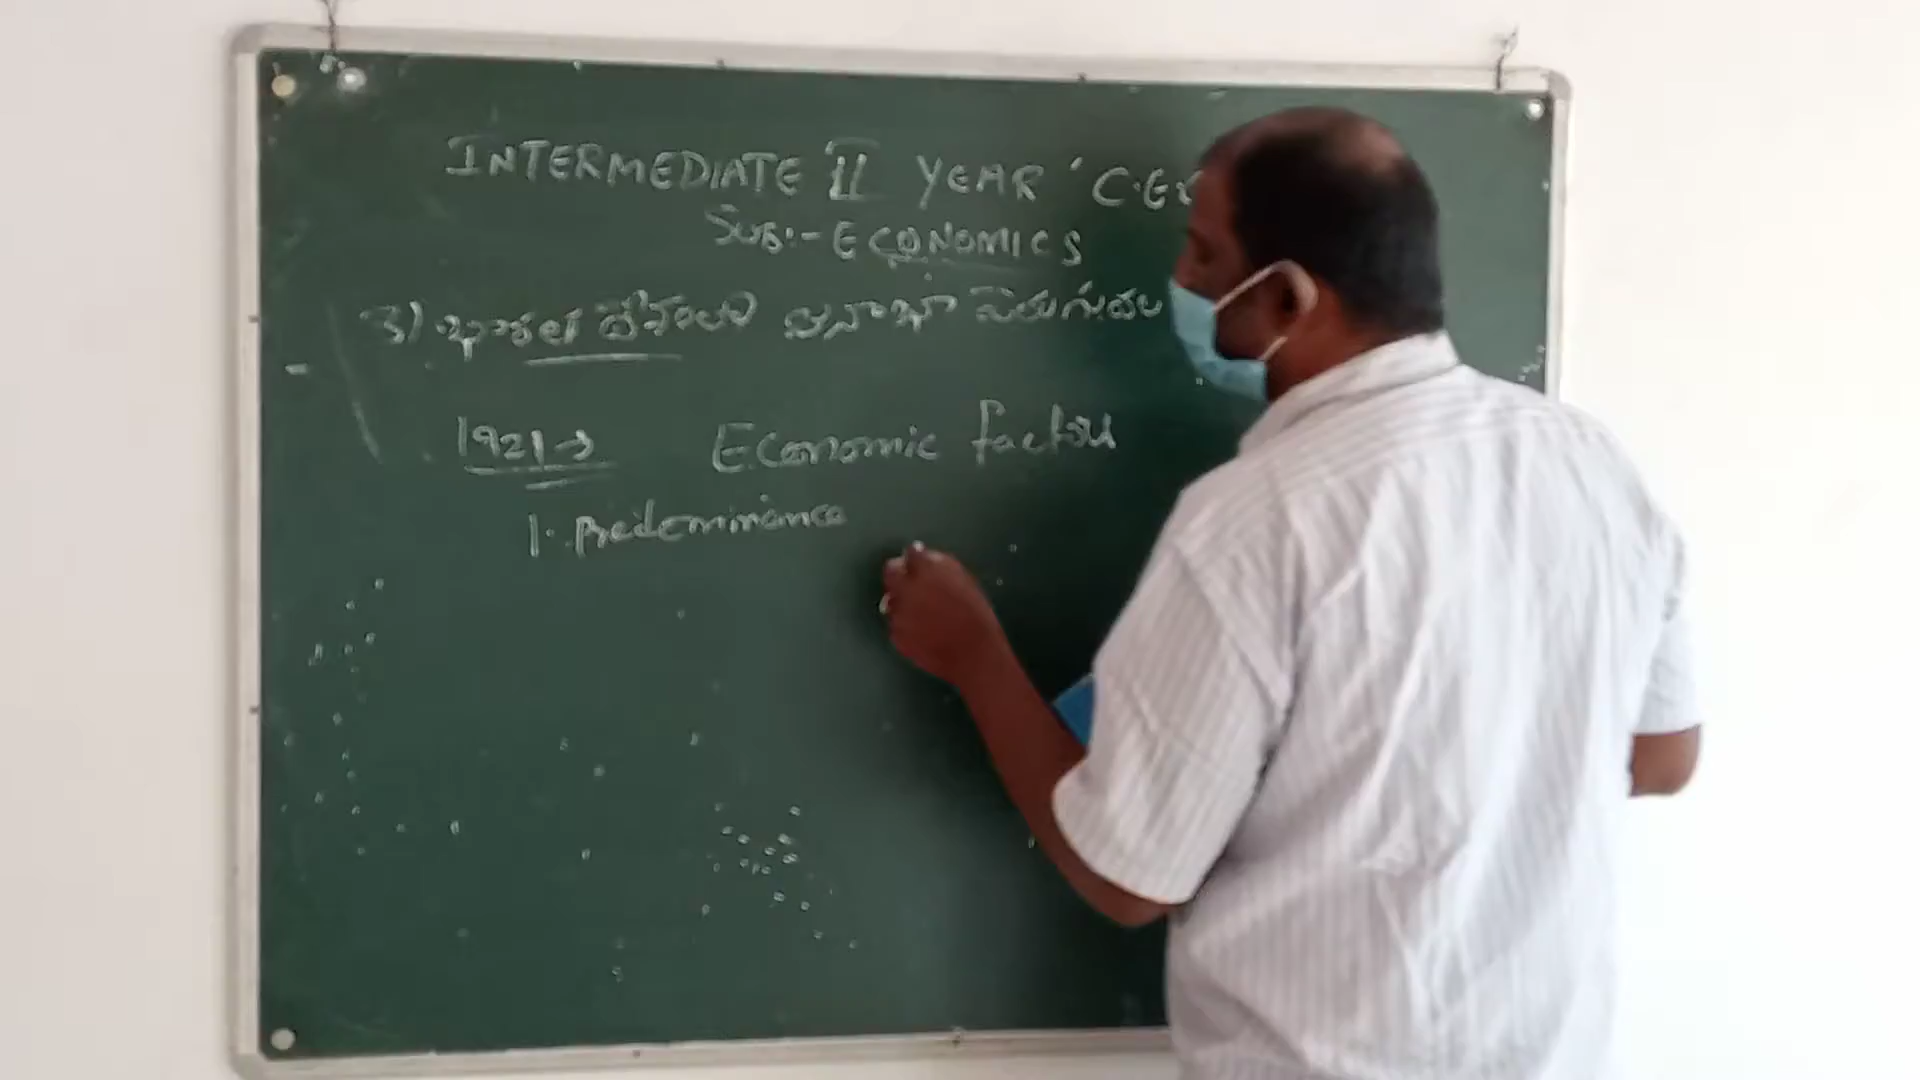 INTERMEDIATE II YEAR 'C.E
SUB:- ECONOMICS
3) భారత దేశంలో జనాభా పెరుగుదల
1921→ Economic factors
1. Predominance